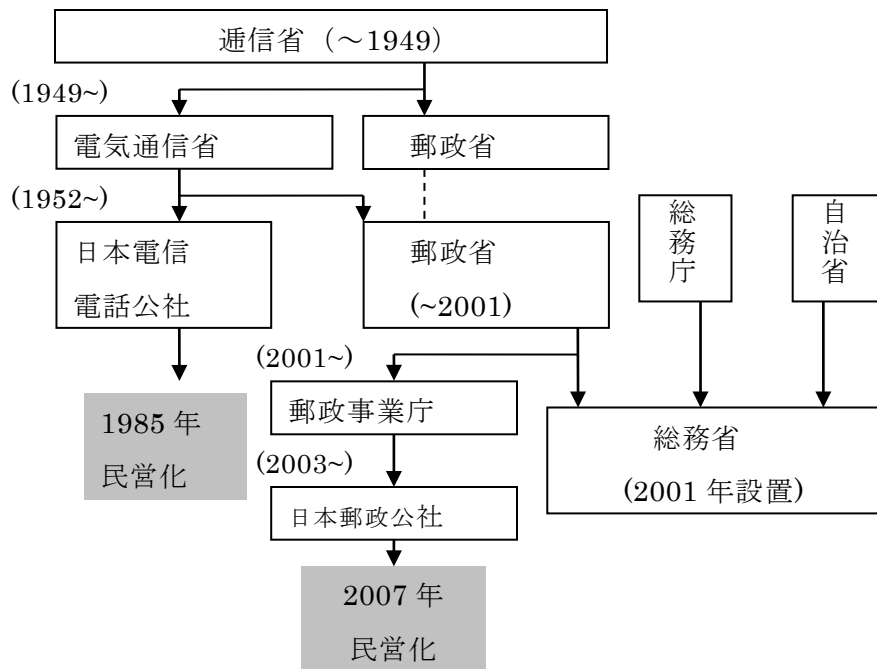 逓信省（～1949）
(1949~)
電気通信省
郵政省
(1952~)
日本電信
電話公社
郵政省
(~2001)
総務庁
自治省
(2001~)
郵政事業庁
1985 年
民営化
総務省
(2001 年設置)
(2003~)
日本郵政公社
2007 年
民営化